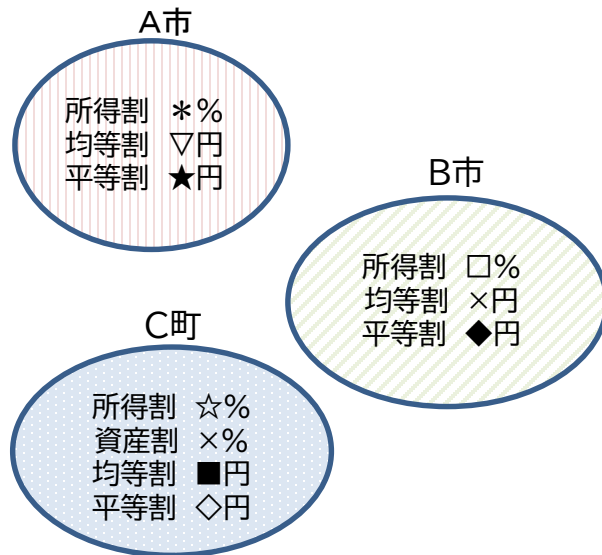 A市
所得割 ＊%
均等割 ▽円
平等割 ★円
B市
所得割 □%
均等割 ×円
平等割 ◆円
C町
所得割 ☆%
資産割 ×%
均等割 ■円
平等割 ◇円